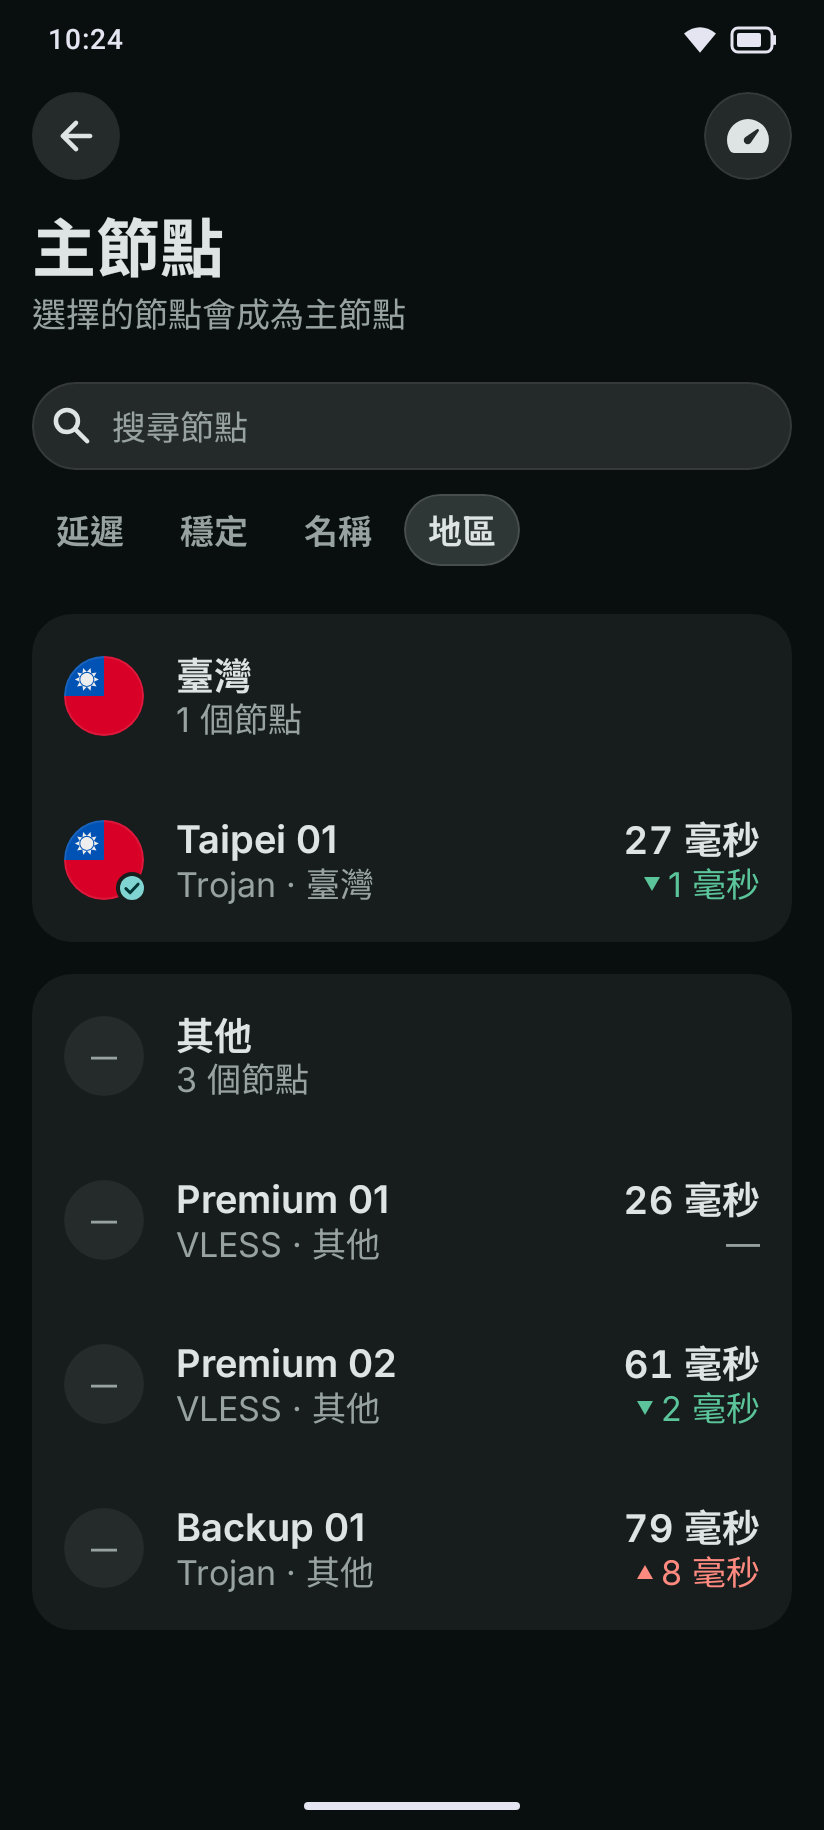 10:24
主節點
選擇的節點會成為主節點
搜尋節點
延遲 穩定 名稱 地區
臺灣
1 個節點
Taipei 01 27 毫秒
Trojan · 臺灣 ▼1 毫秒
— 其他
3 個節點
— Premium 01 26 毫秒
VLESS · 其他 —
— Premium 02 61 毫秒
VLESS · 其他 ▼2 毫秒
— Backup 01 79 毫秒
Trojan · 其他 ▲8 毫秒